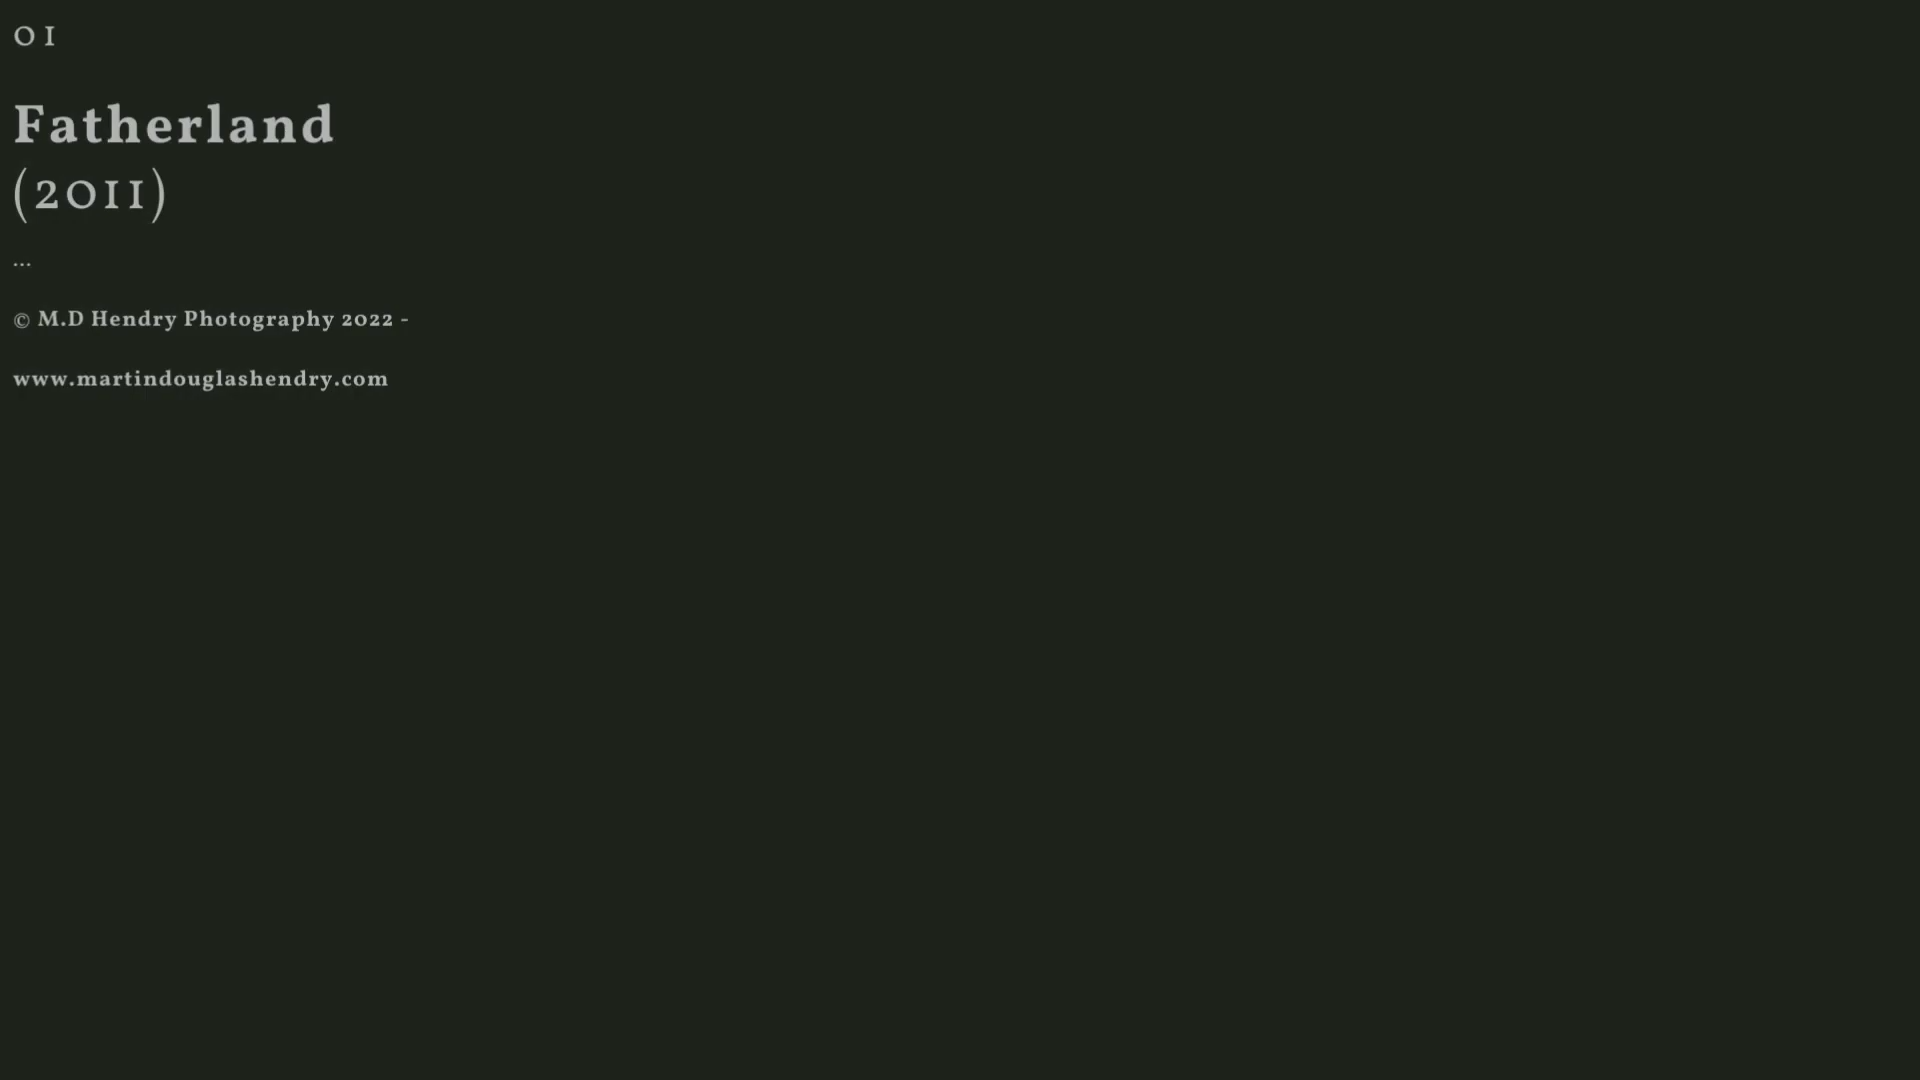 01
Fatherland
(2011)
...
© M.D Hendry Photography 2022 -
www.martindouglashendry.com